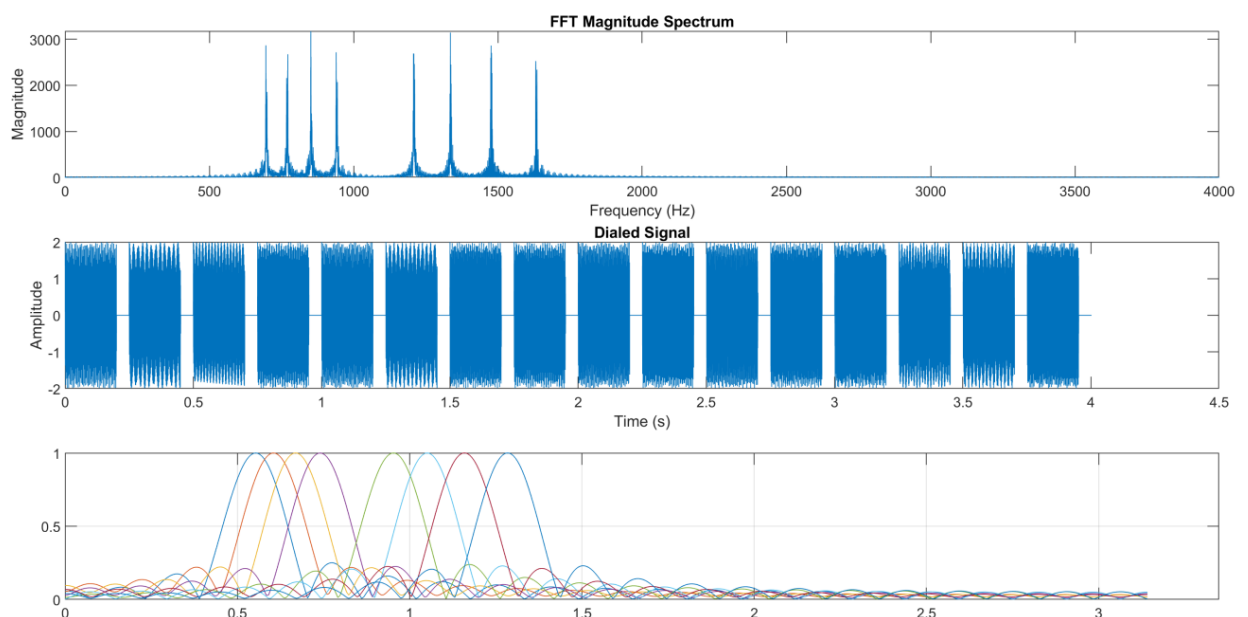 FFT Magnitude Spectrum
3000
2000
1000
0
Magnitude
0 500 1000 1500 2000 2500 3000 3500 4000
Frequency (Hz)
Dialed Signal
2
1
0
-1
-2
Amplitude
0 0.5 1 1.5 2 2.5 3 3.5 4 4.5
Time (s)
1
0.5
0
0 0.5 1 1.5 2 2.5 3